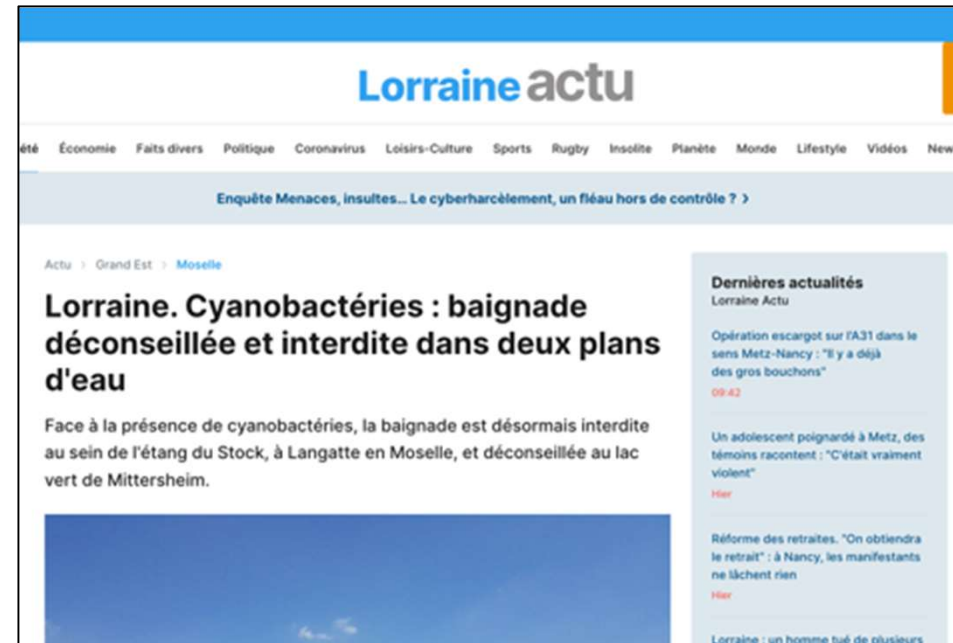 Lorraine actu
été Économie Faits divers Politique Coronavirus Loisirs-Culture Sports Rugby Insolite Planète Monde Lifestyle Vidéos New
Enquête Menaces, insultes... Le cyberharcèlement, un fléau hors de contrôle ? >
Actu > Grand Est > Moselle
Lorraine. Cyanobactéries : baignade
déconseillée et interdite dans deux plans
d'eau
Face à la présence de cyanobactéries, la baignade est désormais interdite
au sein de l'étang du Stock, à Langatte en Moselle, et déconseillée au lac
vert de Mittersheim.
Dernières actualités
Lorraine Actu
Opération escargot sur l'A31 dans le
sens Metz-Nancy : "Il y a déjà
des gros bouchons"
09:42
Un adolescent poignardé à Metz, des
témoins racontent : "C'était vraiment
violent"
Hier
Réforme des retraites. "On obtiendra
le retrait" : à Nancy, les manifestants
ne lâchent rien
Hier
Lorraine : un homme tué de plusieurs